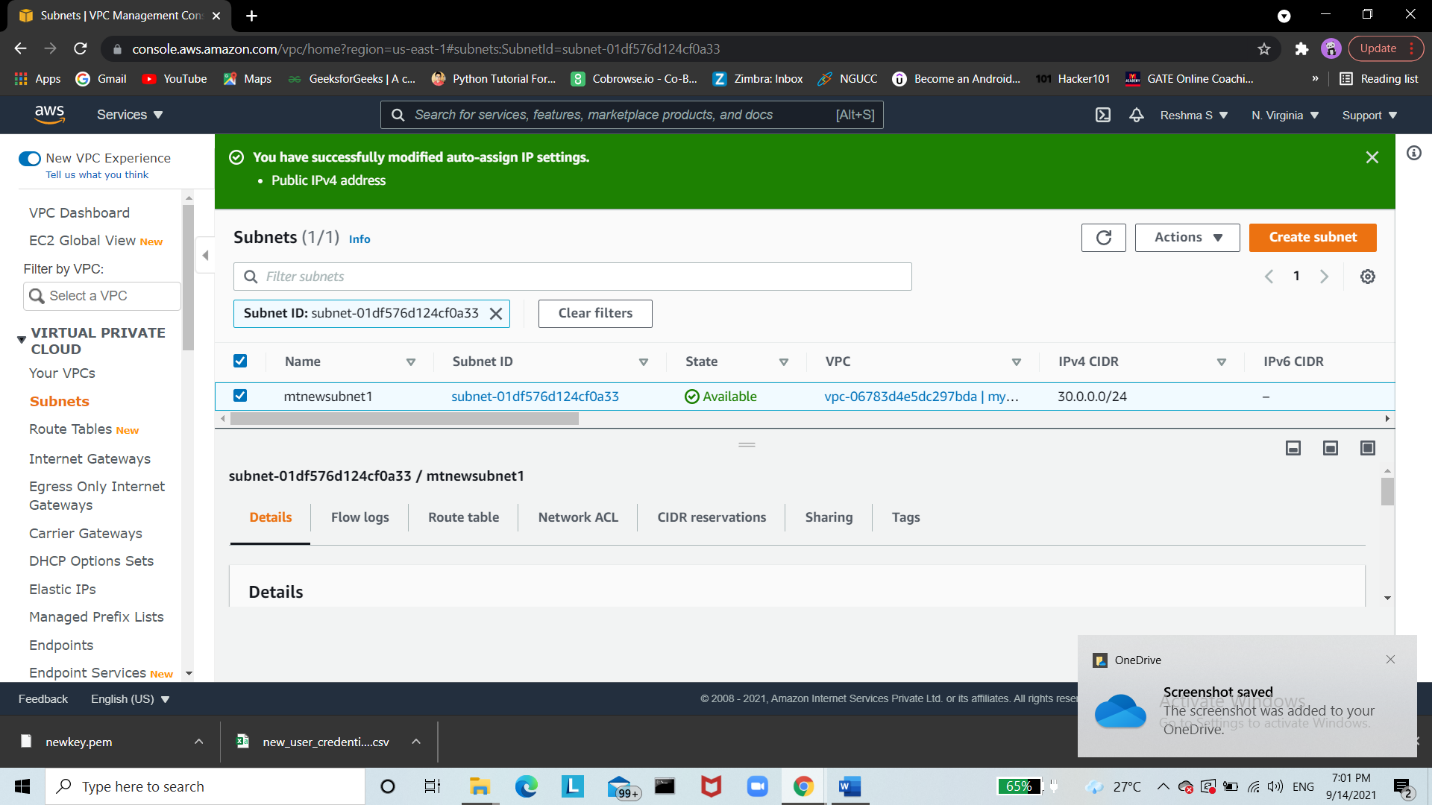 Subnets | VPC Management Con
console.aws.amazon.com/vpc/home?region=us-east-1#subnets:SubnetId=subnet-01df576d124cf0a33
Update
Apps
Gmail
YouTube
Maps
GeeksforGeeks | A c...
Python Tutorial For...
Cobrowse.io - Co-B...
Zimbra: Inbox
NGUCC
Become an Android...
101 Hacker101
GATE Online Coachi...
»
Reading list
aws
Services
Search for services, features, marketplace products, and docs
[Alt+S]
Reshma S
N. Virginia
Support
New VPC Experience
Tell us what you think
VPC Dashboard
EC2 Global View New
Filter by VPC:
Select a VPC
VIRTUAL PRIVATE
CLOUD
Your VPCs
Subnets
Route Tables New
Internet Gateways
Egress Only Internet
Gateways
Carrier Gateways
DHCP Option Sets
Elastic IPs
Managed Prefix Lists
Endpoints
Endpoint Services New
You have successfully modified auto-assign IP settings.
• Public IPv4 address
Subnets (1/1) Info
Actions
Create subnet
Filter subnets
1
Subnet ID: subnet-01df576d124cf0a33
Clear filters
Name
Subnet ID
State
VPC
IPv4 CIDR
IPv6 CIDR
mtnewsubnet1
subnet-01df576d124cf0a33
Available
vpc-06783d4e5dc297bda | my...
30.0.0.0/24
–
subnet-01df576d124cf0a33 / mtnewsubnet1
Details
Flow logs
Route table
Network ACL
CIDR reservations
Sharing
Tags
Details
OneDrive
Screenshot saved
The screenshot was added to your
OneDrive.
Activate Windows
Go to Settings to activate Windows.
Feedback
English (US)
© 2008 - 2021, Amazon Internet Services Private Ltd. or its affiliates. All rights reser
newkey.pem
new_user_credenti....csv
Type here to search
L
99+
65%
27°C
ENG
7:01 PM
9/14/2021
2